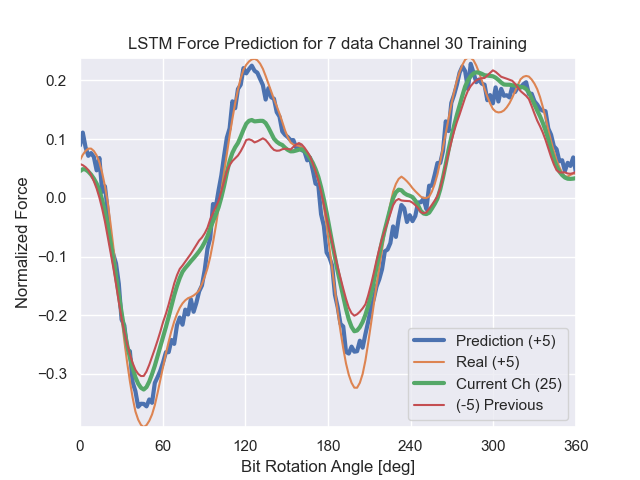 LSTM Force Prediction for 7 data Channel 30 Training
Normalized Force
0.2
0.1
0.0
−0.1
−0.2
−0.3
0 60 120 180 240 300 360
Bit Rotation Angle [deg]
Prediction (+5)
Real (+5)
Current Ch (25)
(-5) Previous